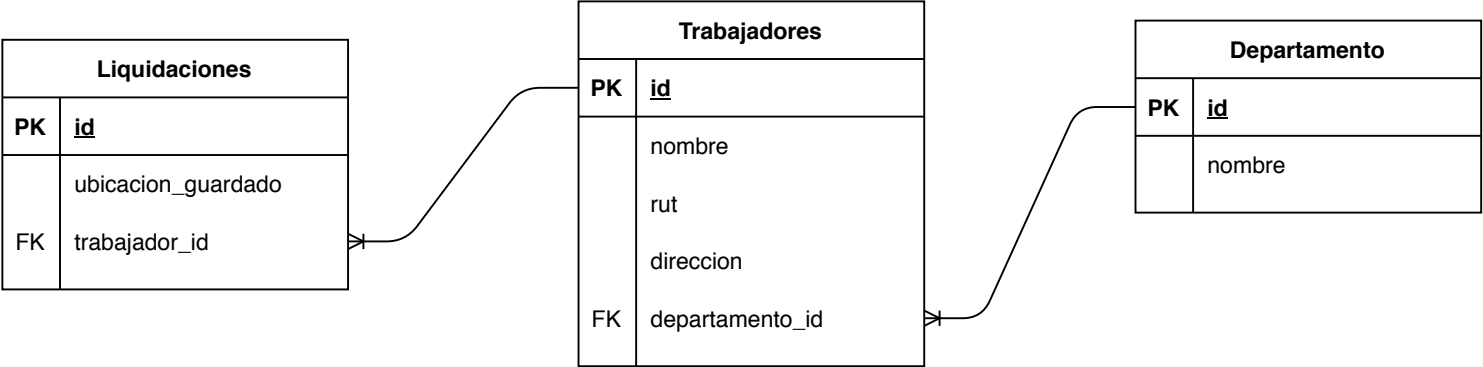 Liquidaciones
PK id
ubicacion_guardado
FK trabajador_id
Trabajadores
PK id
nombre
rut
direccion
FK departamento_id
Departamento
PK id
nombre